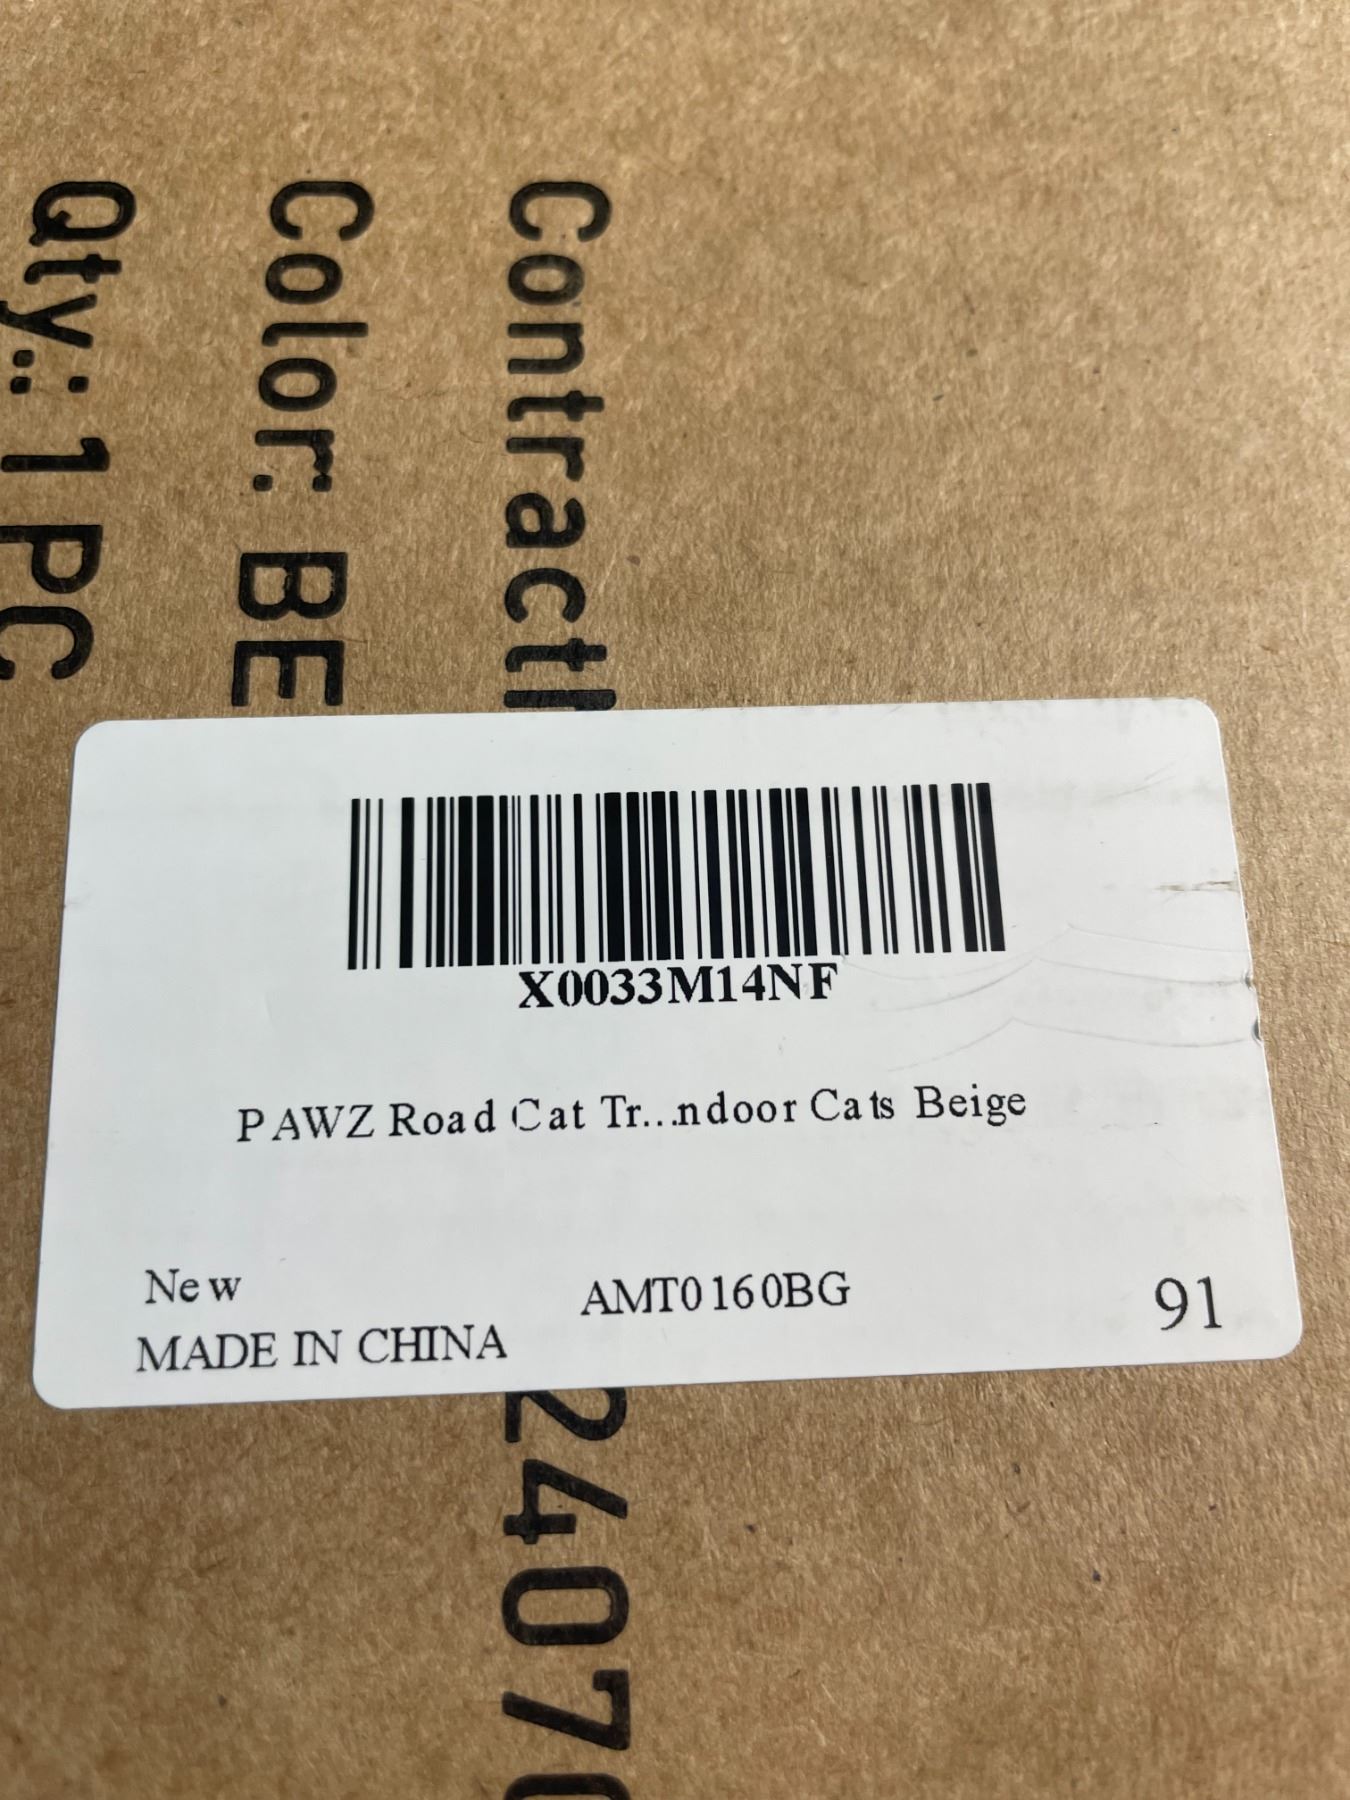 Contract
Color: BE
Qty.: 1 PC
X0033M14NF
PAWZ Road Cat Tr...ndoor Cats Beige
New
AMT0160BG
91
MADE IN CHINA
2407